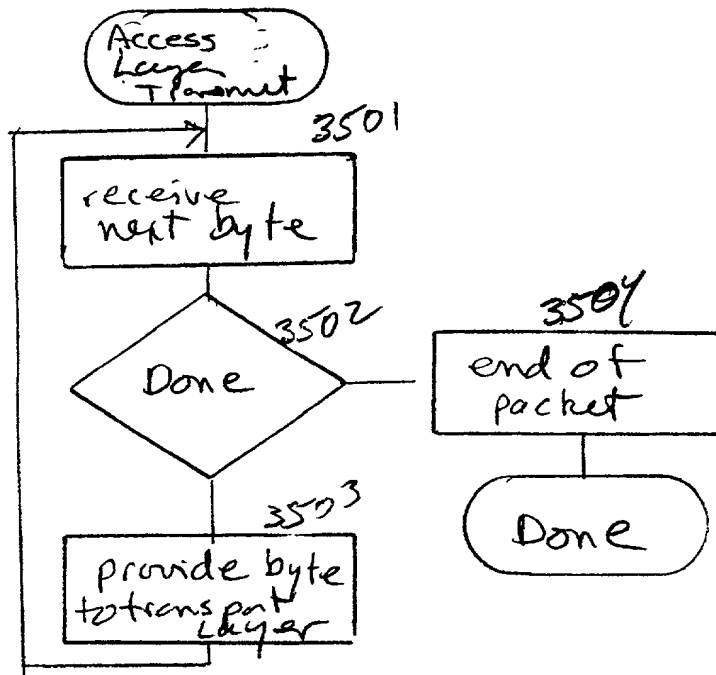 Access
Layer
Transmit
3501
receive
next byte
3502
Done
3504
end of
packet
Done
3503
provide byte
to transport
Layer